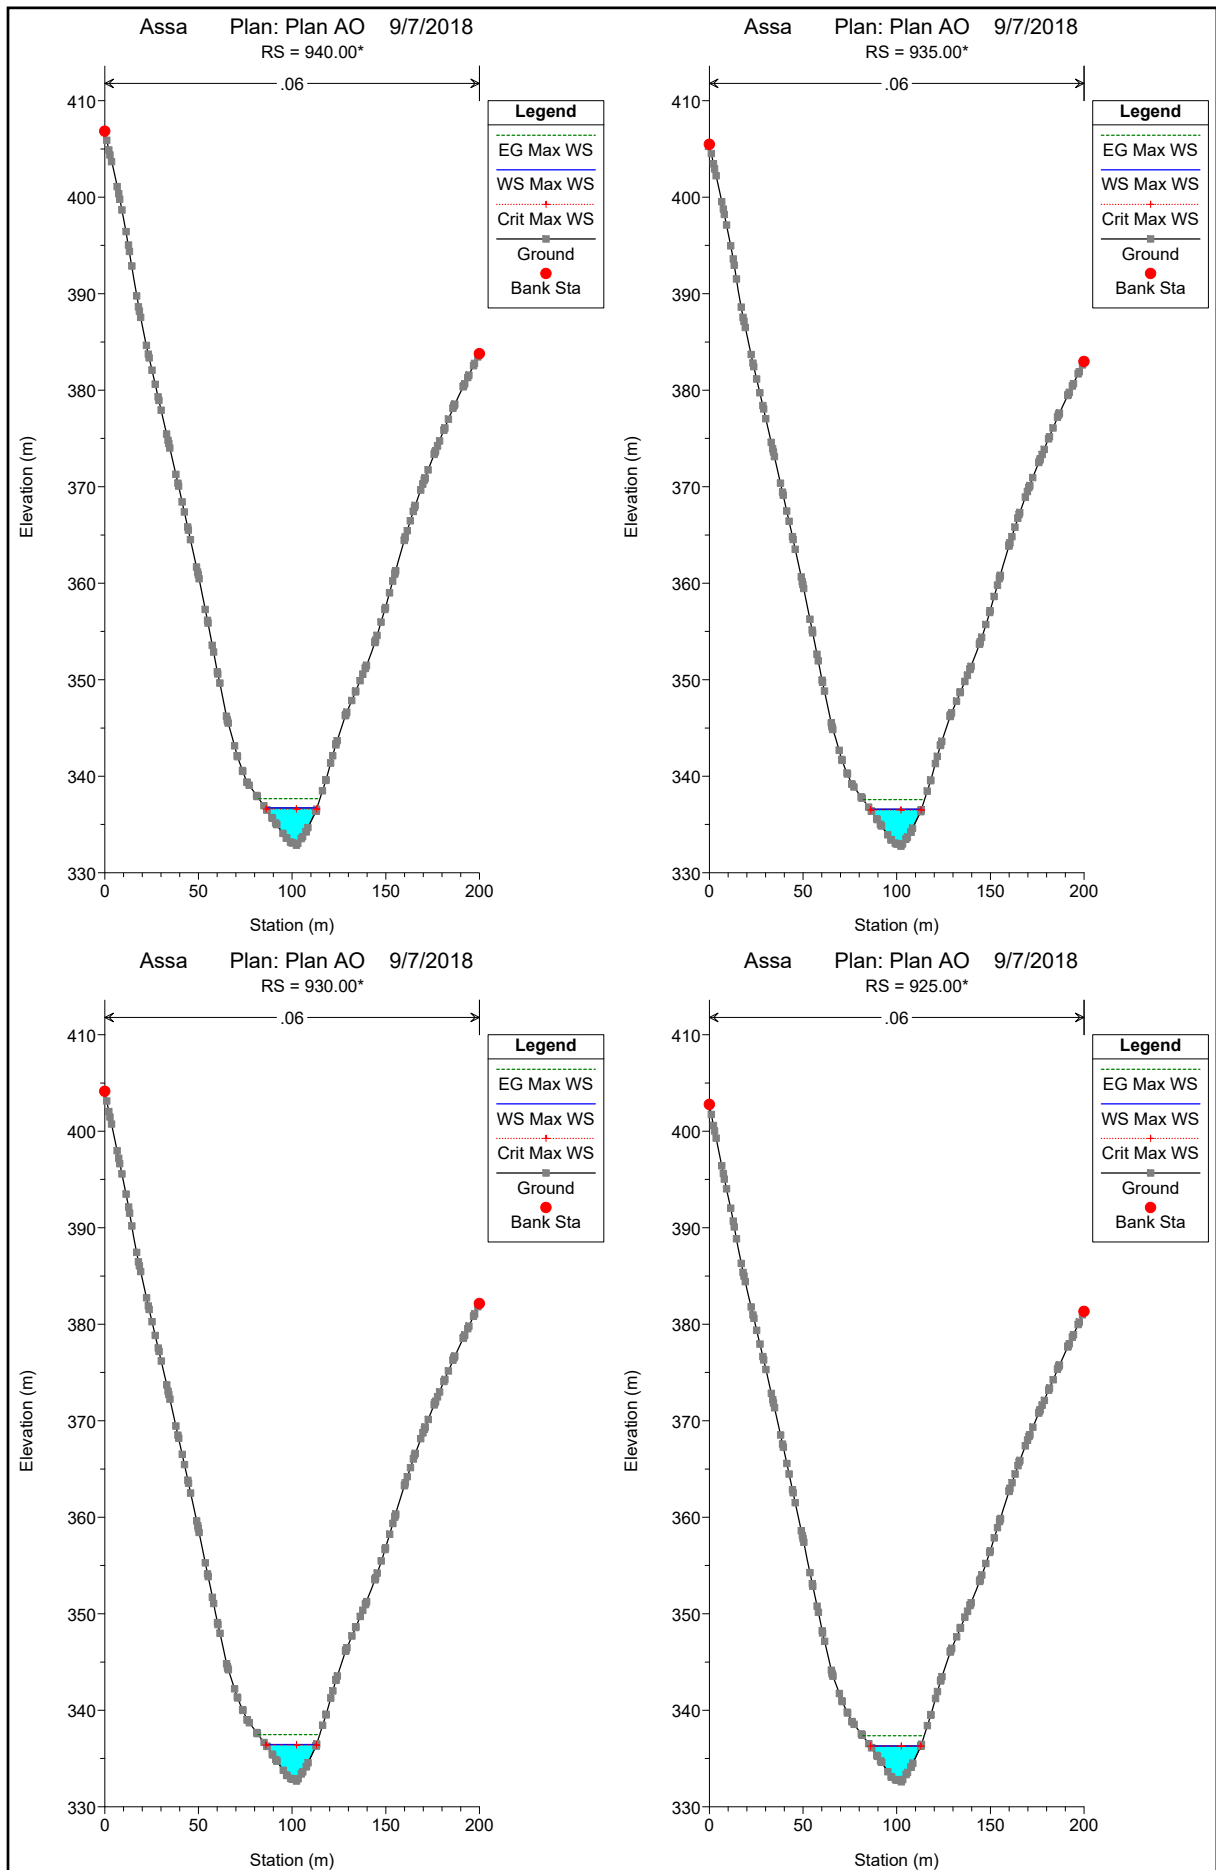 Assa Plan: Plan AO 9/7/2018
RS = 940.00*
.06
410
400
390
380
370
360
350
340
330
0 50 100 150 200
Station (m)
Elevation (m)
Legend
EG Max WS
WS Max WS
Crit Max WS
Ground
Bank Sta
Assa Plan: Plan AO 9/7/2018
RS = 935.00*
.06
410
400
390
380
370
360
350
340
330
0 50 100 150 200
Station (m)
Elevation (m)
Legend
EG Max WS
WS Max WS
Crit Max WS
Ground
Bank Sta
Assa Plan: Plan AO 9/7/2018
RS = 930.00*
.06
410
400
390
380
370
360
350
340
330
0 50 100 150 200
Station (m)
Elevation (m)
Legend
EG Max WS
WS Max WS
Crit Max WS
Ground
Bank Sta
Assa Plan: Plan AO 9/7/2018
RS = 925.00*
.06
410
400
390
380
370
360
350
340
330
0 50 100 150 200
Station (m)
Elevation (m)
Legend
EG Max WS
WS Max WS
Crit Max WS
Ground
Bank Sta